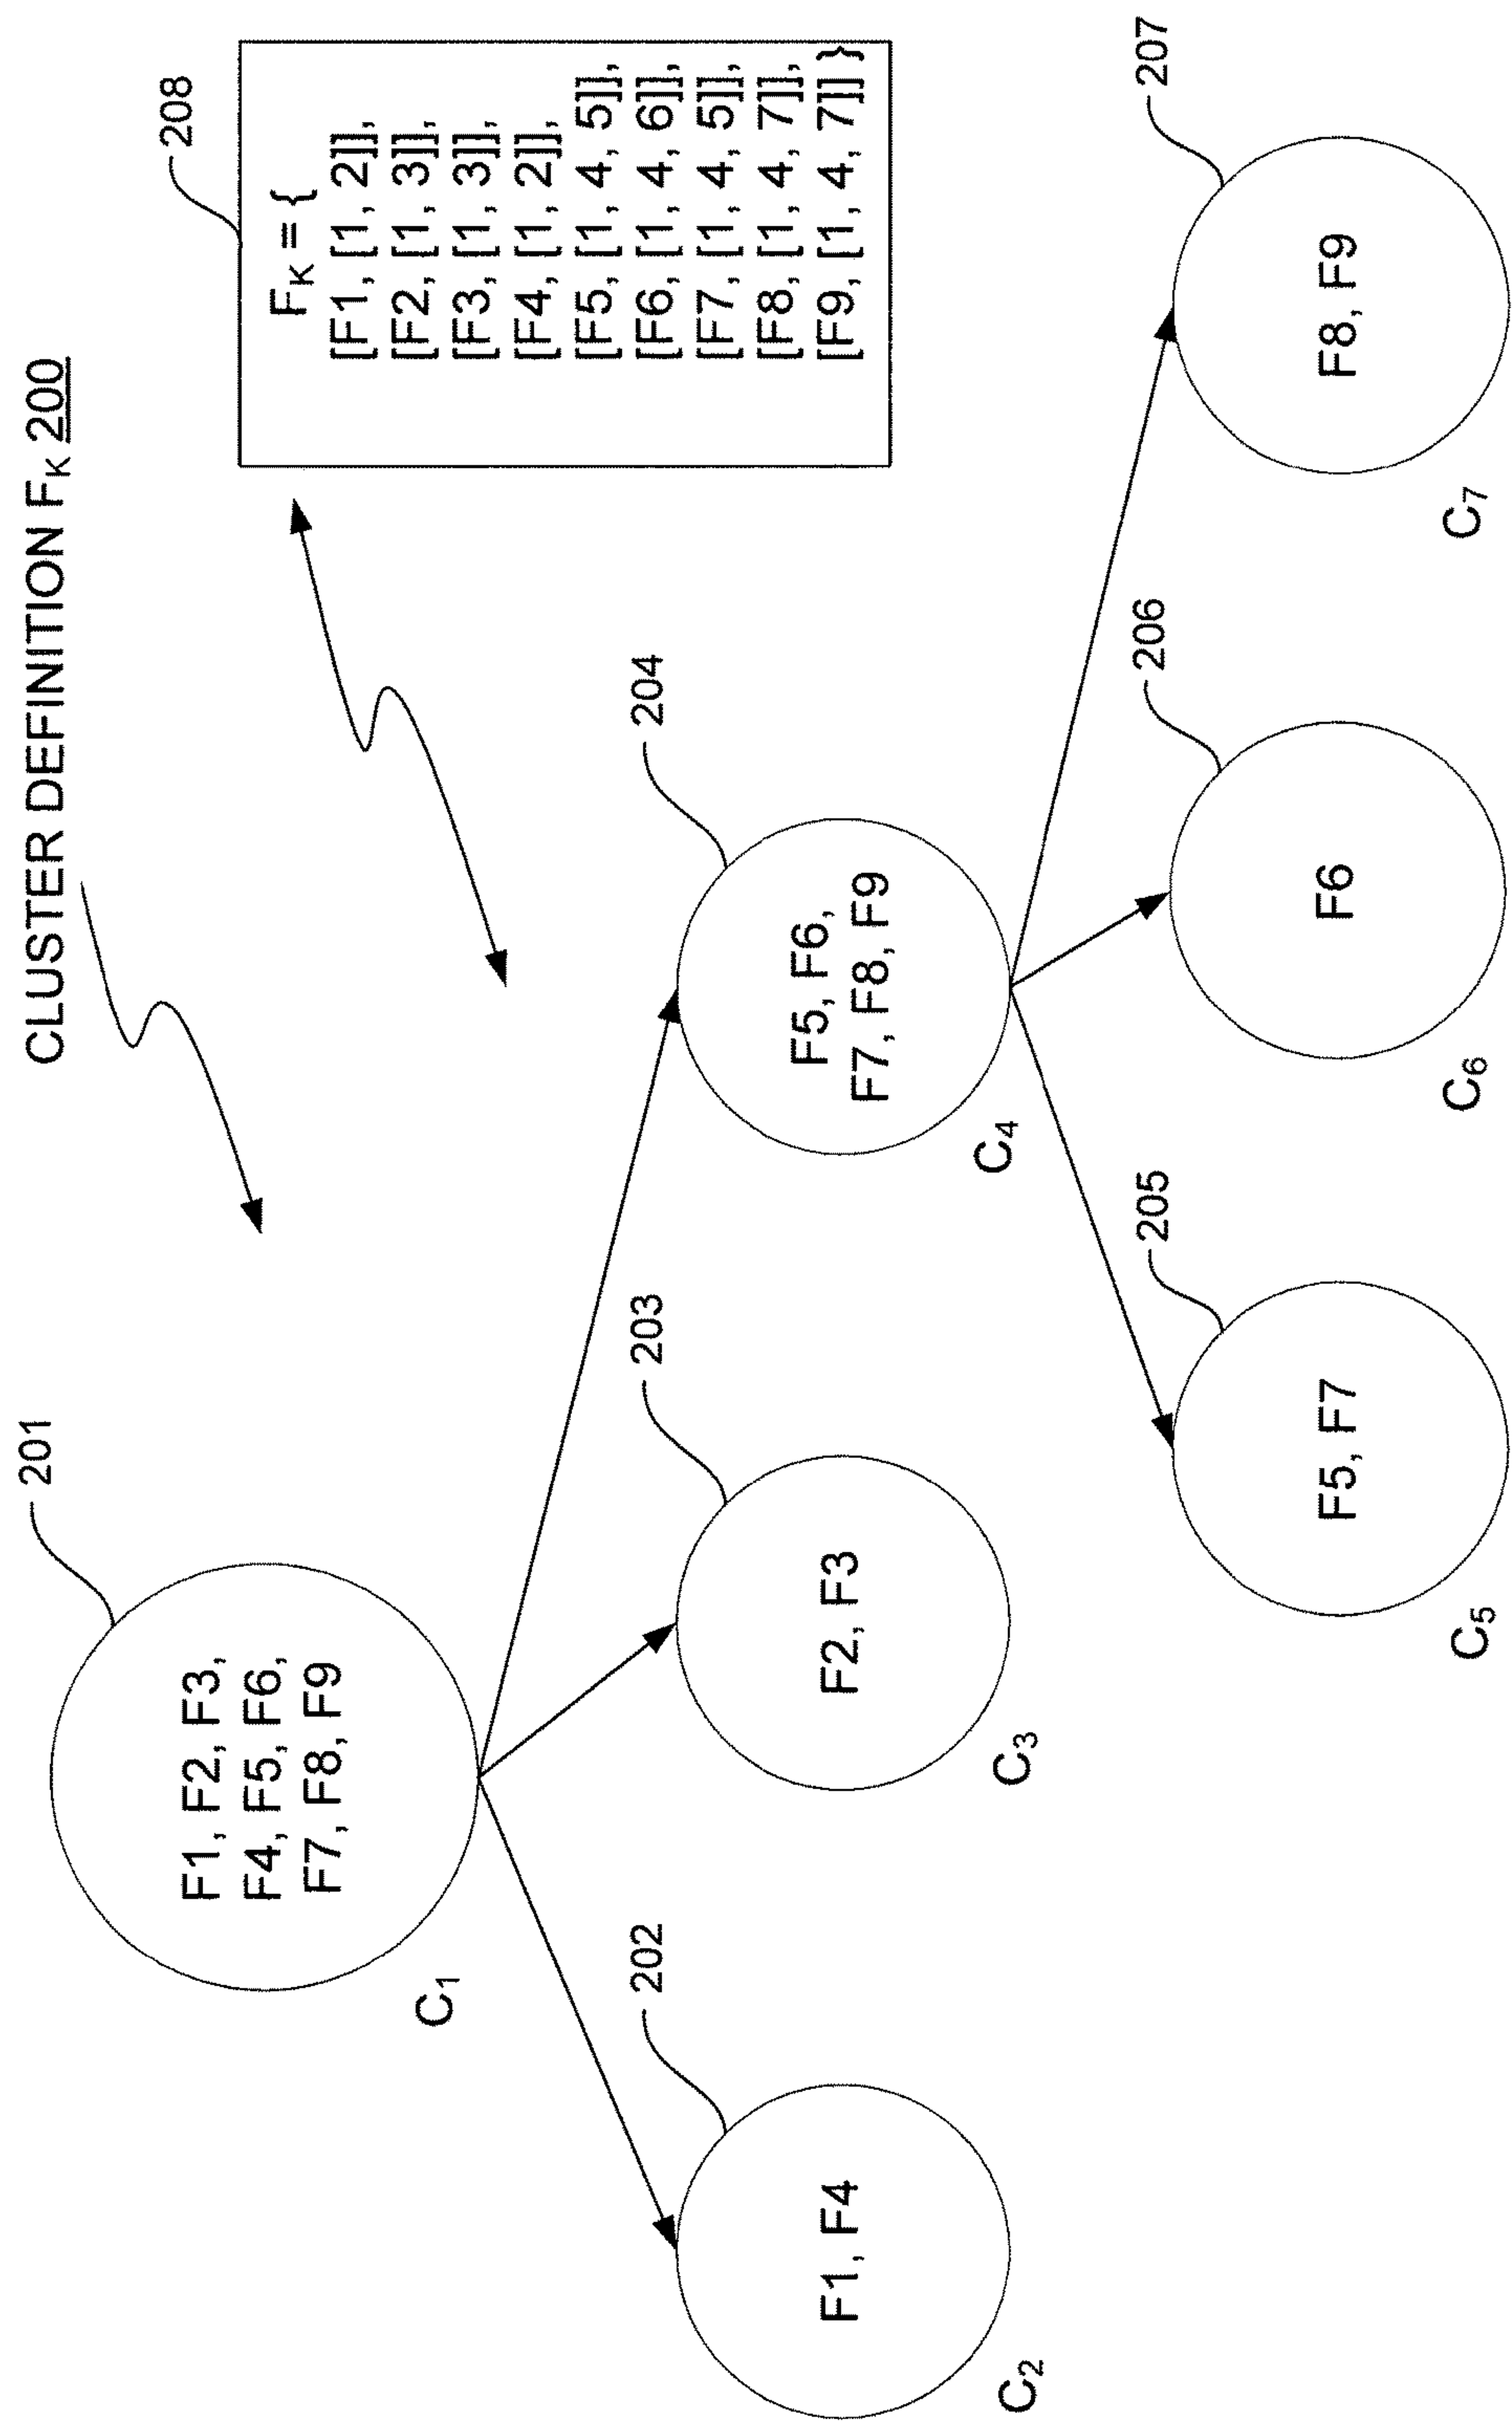 CLUSTER DEFINITION FK 200
201
F1, F2, F3,
F4, F5, F6,
F7, F8, F9
C1
208
FK = {
[F1, [1, 2]],
[F2, [1, 3]],
[F3, [1, 3]],
[F4, [1, 2]],
[F5, [1, 4, 5]],
[F6, [1, 4, 6]],
[F7, [1, 4, 5]],
[F8, [1, 4, 7]],
[F9, [1, 4, 7]] }
202
F1, F4
C2
203
F2, F3
C3
204
F5, F6,
F7, F8, F9
C4
205
F5, F7
C5
206
F6
C6
207
F8, F9
C7